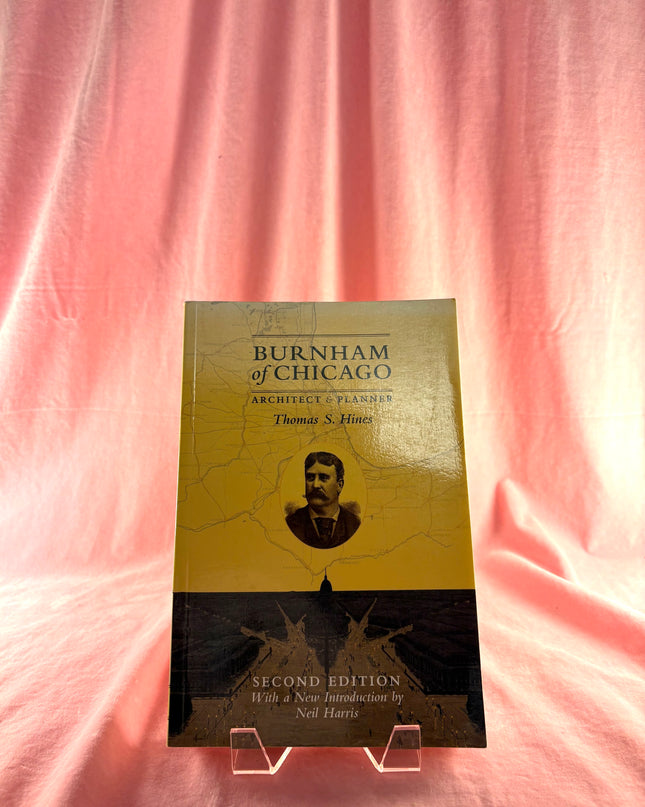 BURNHAM
of CHICAGO
ARCHITECT & PLANNER
Thomas S. Hines
SECOND EDITION
With a New Introduction by
Neil Harris